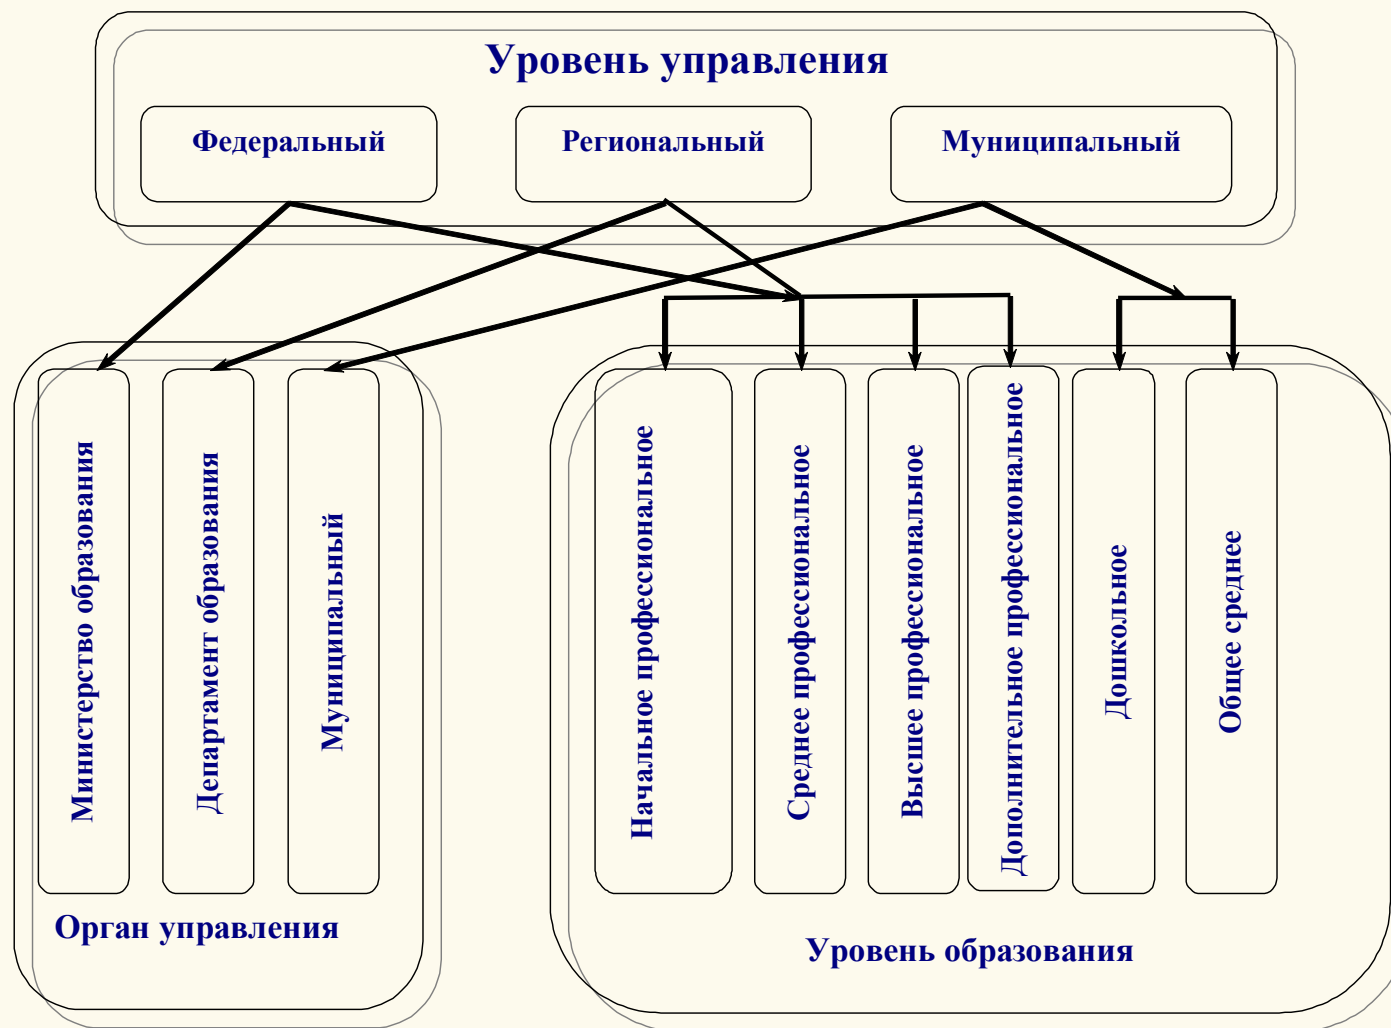 Уровень управления
Федеральный
Региональный
Муниципальный
Министерство образования
Департамент образования
Муниципальный
Орган управления
Начальное профессиональное
Среднее профессиональное
Высшее профессиональное
Дополнительное профессиональное
Дошкольное
Общее среднее
Уровень образования